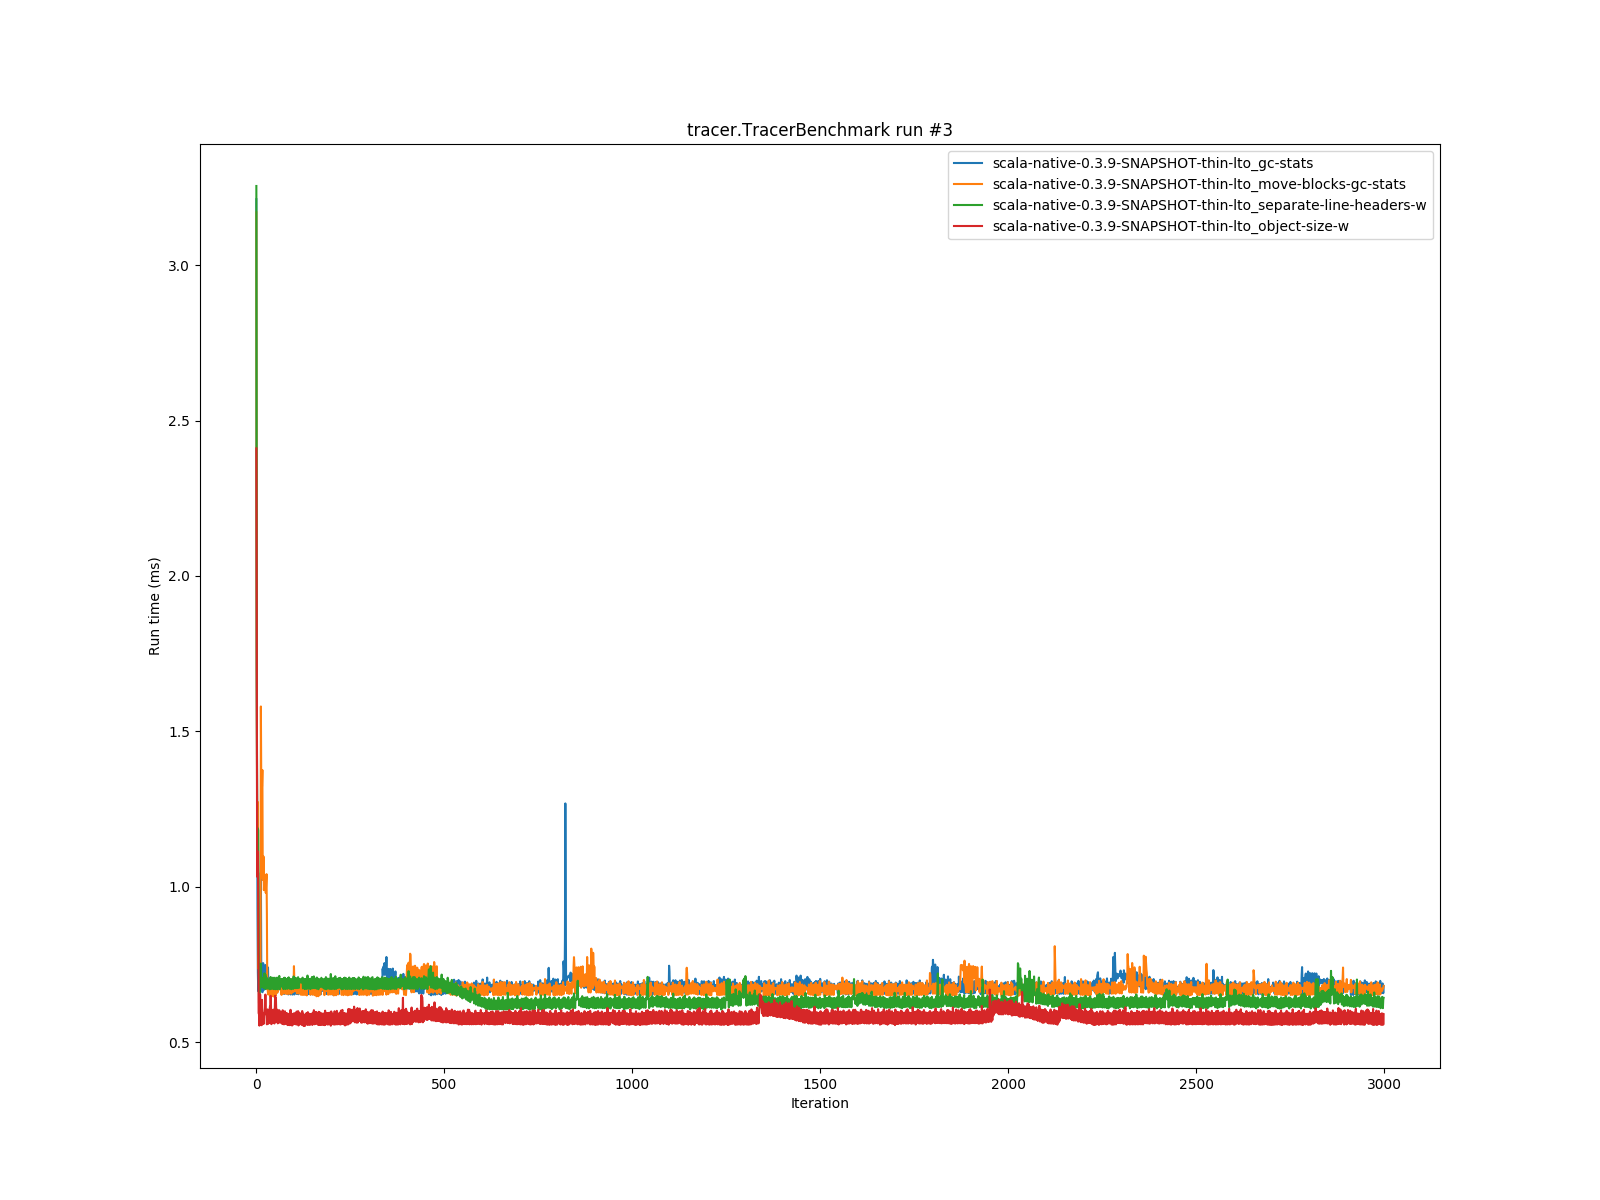 tracer.TracerBenchmark run #3
scala-native-0.3.9-SNAPSHOT-thin-lto_gc-stats
scala-native-0.3.9-SNAPSHOT-thin-lto_move-blocks-gc-stats
scala-native-0.3.9-SNAPSHOT-thin-lto_separate-line-headers-w
scala-native-0.3.9-SNAPSHOT-thin-lto_object-size-w
Run time (ms)
3.0
2.5
2.0
1.5
1.0
0.5
0 500 1000 1500 2000 2500 3000
Iteration